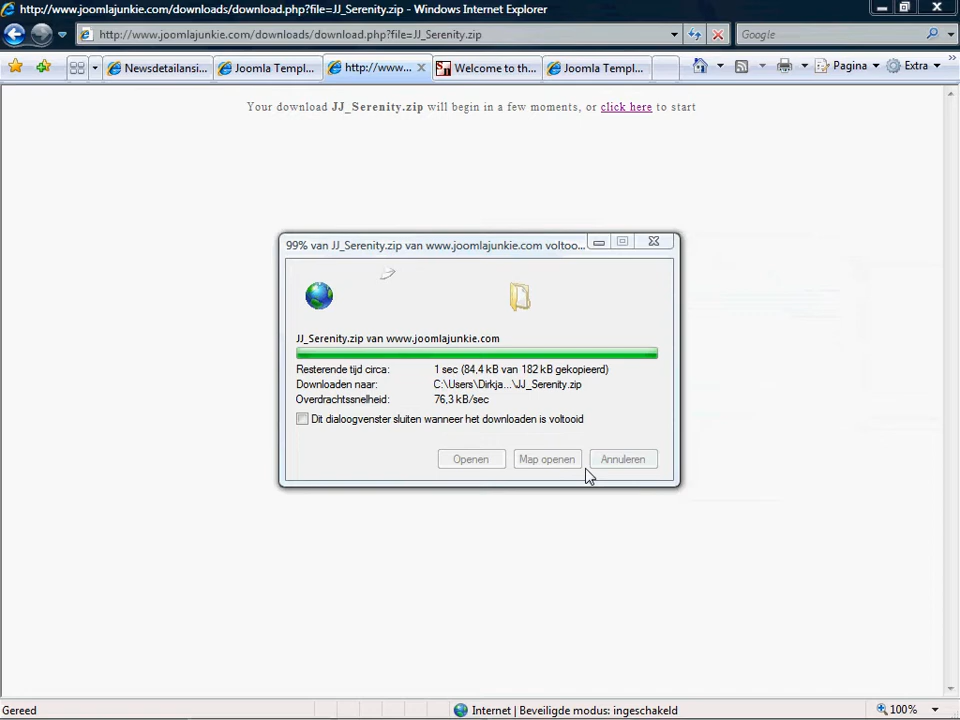 http://www.joomlajunkie.com/downloads/download.php?file=JJ_Serenity.zip - Windows Internet Explorer
http://www.joomlajunkie.com/downloads/download.php?file=JJ_Serenity.zip
Google
Newsdetailansi...
Joomla Templ...
http://www...
Welcome to th...
Joomla Templ...
Pagina
Extra
Your download JJ_Serenity.zip will begin in a few moments, or click here to start
99% van JJ_Serenity.zip van www.joomlajunkie.com voltoo...
JJ_Serenity.zip van www.joomlajunkie.com
Resterende tijd circa: 1 sec (84,4 kB van 182 kB gekopieerd)
Downloaden naar: C:\Users\Dirkja...\JJ_Serenity.zip
Overdrachtssnelheid: 76,3 kB/sec
Dit dialoogvenster sluiten wanneer het downloaden is voltooid
Openen Map openen Annuleren
Gereed
Internet | Beveiligde modus: ingeschakeld
100%